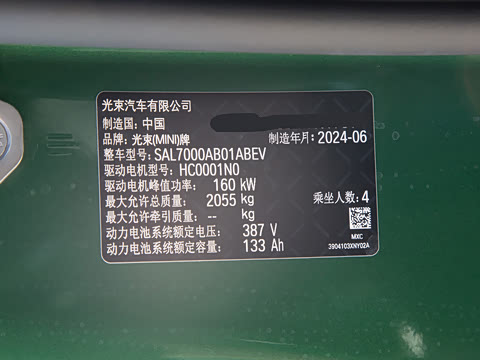 光束汽车有限公司
制造国: 中国
品牌: 光束(MINI)牌 制造年月: 2024-06
整车型号: SAL7000AB01ABEV
驱动电机型号: HC0001N0
驱动电机峰值功率: 160 kW
最大允许总质量: 2055 kg 乘坐人数: 4
最大允许牵引质量: -- kg
动力电池系统额定电压: 387 V MXC
动力电池系统额定容量: 133 Ah 3904103XNY02A